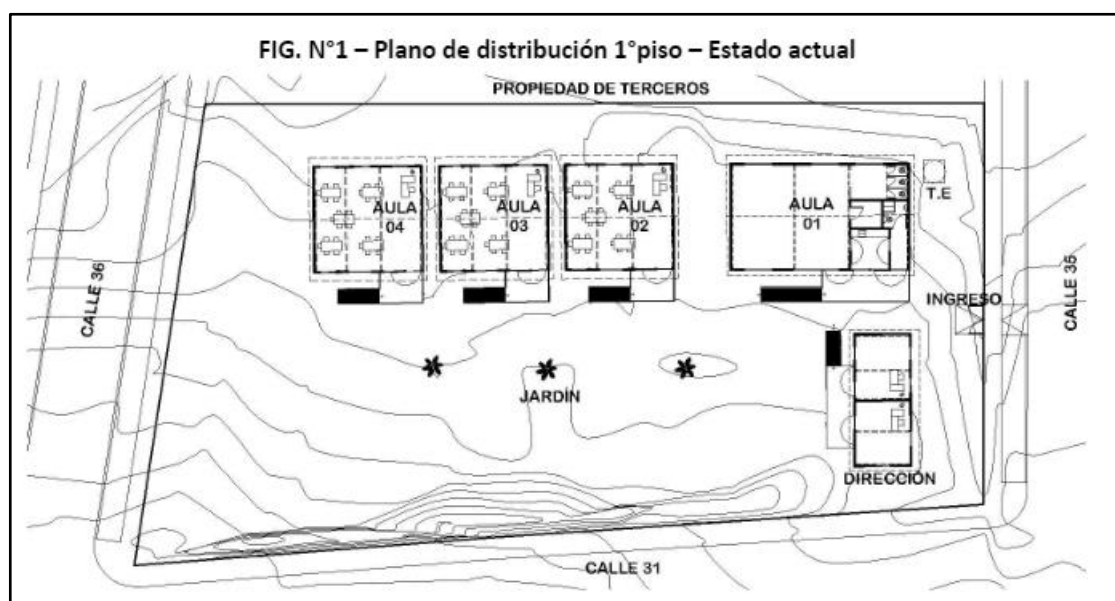 FIG. N°1 – Plano de distribución 1°piso – Estado actual
PROPIEDAD DE TERCEROS
AULA
04
AULA
03
AULA
02
AULA
01
T.E
CALLE 36
INGRESO
CALLE 35
JARDÍN
DIRECCIÓN
CALLE 31